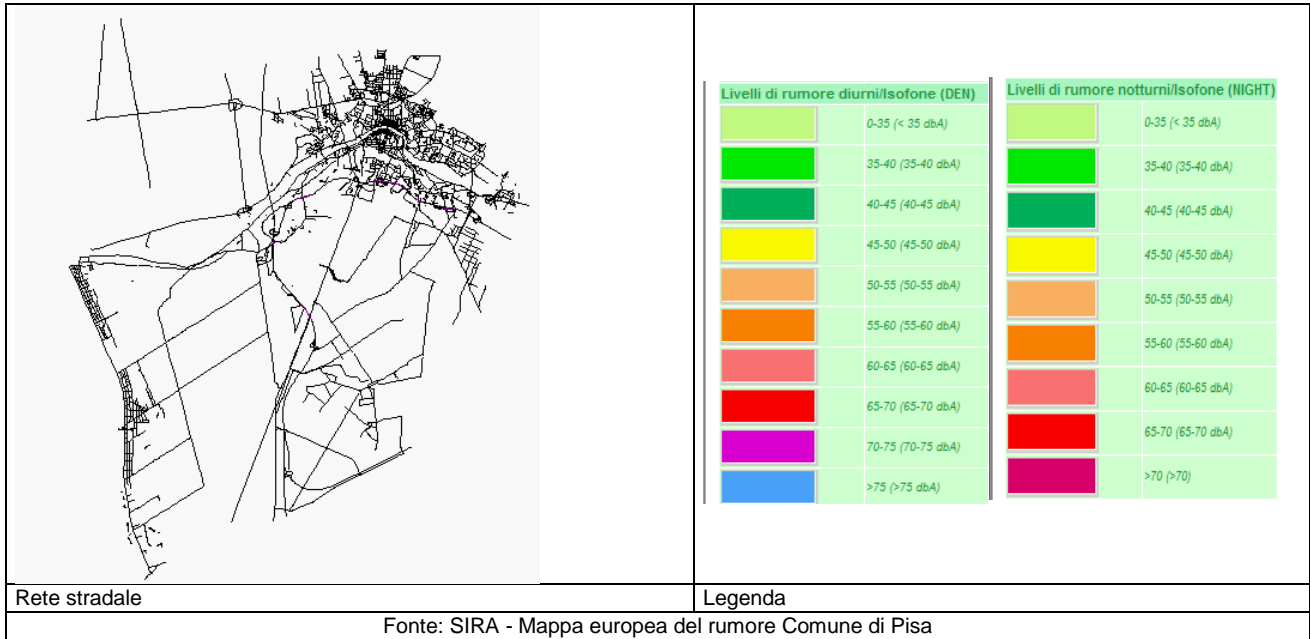 Livelli di rumore diurni/Isofone (DEN)
0-35 (< 35 dbA)
35-40 (35-40 dbA)
40-45 (40-45 dbA)
45-50 (45-50 dbA)
50-55 (50-55 dbA)
55-60 (55-60 dbA)
60-65 (60-65 dbA)
65-70 (65-70 dbA)
70-75 (70-75 dbA)
>75 (>75 dbA)
Livelli di rumore notturni/Isofone (NIGHT)
0-35 (< 35 dbA)
35-40 (35-40 dbA)
40-45 (40-45 dbA)
45-50 (45-50 dbA)
50-55 (50-55 dbA)
55-60 (55-60 dbA)
60-65 (60-65 dbA)
65-70 (65-70 dbA)
>70 (>70)
Rete stradale
Legenda
Fonte: SIRA - Mappa europea del rumore Comune di Pisa